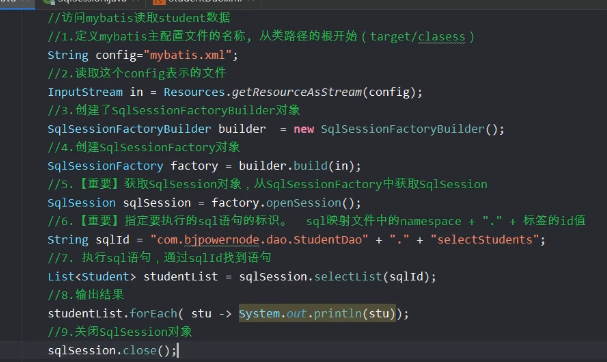 //访问mybatis读取student数据
//1.定义mybatis主配置文件的名称, 从类路径的根开始（target/clasess）
String config="mybatis.xml";
//2.读取这个config表示的文件
InputStream in = Resources.getResourceAsStream(config);
//3.创建了SqlSessionFactoryBuilder对象
SqlSessionFactoryBuilder builder  = new SqlSessionFactoryBuilder();
//4.创建SqlSessionFactory对象
SqlSessionFactory factory = builder.build(in);
//5.【重要】获取SqlSession对象，从SqlSessionFactory中获取SqlSession
SqlSession sqlSession = factory.openSession();
//6.【重要】指定要执行的sql语句的标识。  sql映射文件中的namespace + "." + 标签的id值
String sqlId = "com.bjpowernode.dao.StudentDao" + "." + "selectStudents";
//7. 执行sql语句，通过sqlId找到语句
List<Student> studentList = sqlSession.selectList(sqlId);
//8.输出结果
studentList.forEach( stu -> System.out.println(stu));
//9.关闭SqlSession对象
sqlSession.close();